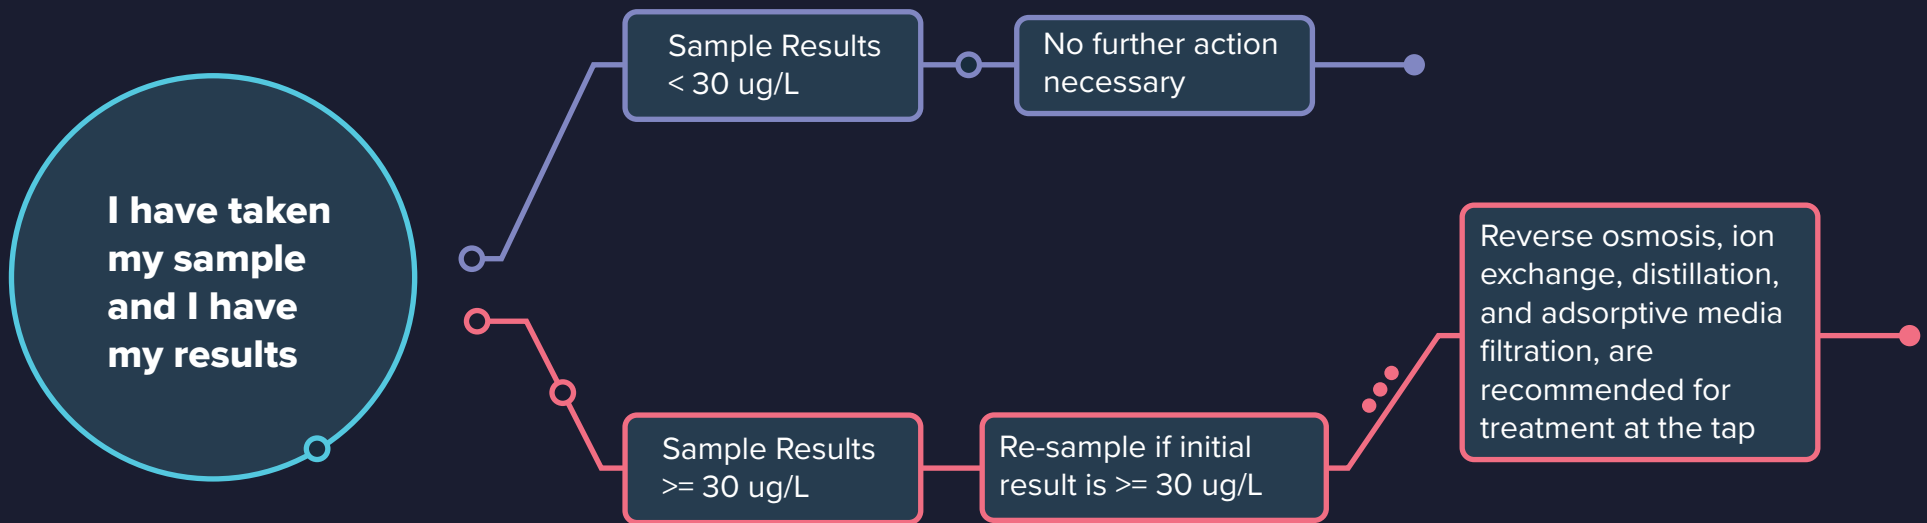 I have taken
my sample
and I have
my results
Sample Results
< 30 ug/L
No further action
necessary
Sample Results
>= 30 ug/L
Re-sample if initial
result is >= 30 ug/L
Reverse osmosis, ion
exchange, distillation,
and adsorptive media
filtration, are
recommended for
treatment at the tap